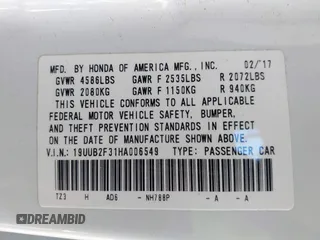 MFD. BY HONDA OF AMERICA MFG., INC. 02/17
GVWR 4586LBS GAWR F 2535LBS R 2072LBS
GVWR 2080KG GAWR F 1150KG R 940KG
THIS VEHICLE CONFORMS TO ALL APPLICABLE
FEDERAL MOTOR VEHICLE SAFETY, BUMPER,
AND THEFT PREVENTION STANDARDS IN EFFECT
ON THE DATE OF MANUFACTURE SHOWN ABOVE.
V.I.N.: 19UUB2F31HA006549 TYPE: PASSENGER CAR
TZ3 H AD6 - NH788P - A - A
DREAMBID